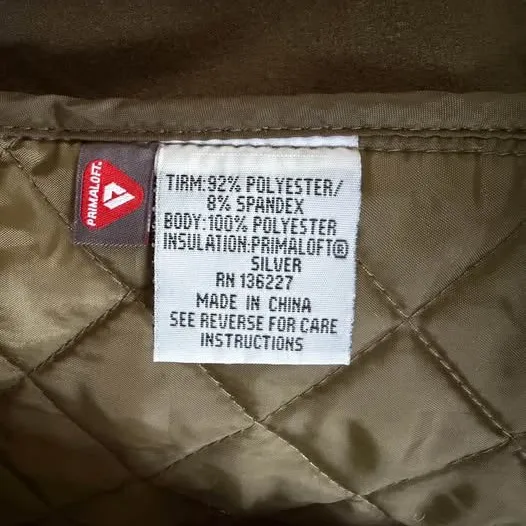 PRIMALOFT®
TIRM:92% POLYESTER/
8% SPANDEX
BODY:100% POLYESTER
INSULATION:PRIMALOFT®
SILVER
RN 136227
MADE IN CHINA
SEE REVERSE FOR CARE
INSTRUCTIONS